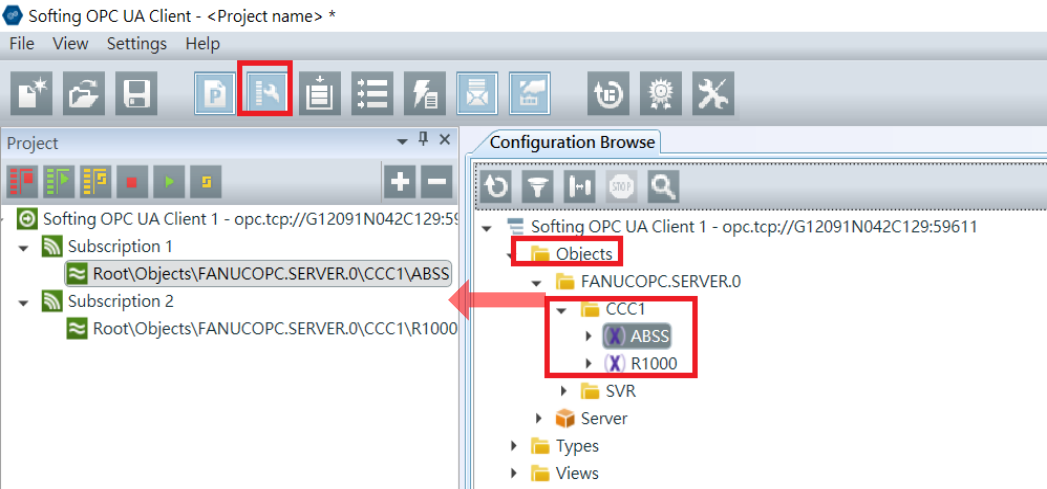 Softing OPC UA Client - <Project name> *
File View Settings Help
P
Project
Softing OPC UA Client 1 - opc.tcp://G12091N042C129:59
Subscription 1
Root\Objects\FANUCOPC.SERVER.0\CCC1\ABSS
Subscription 2
Root\Objects\FANUCOPC.SERVER.0\CCC1\R1000
Configuration Browse
STOP
Softing OPC UA Client 1 - opc.tcp://G12091N042C129:59611
Objects
FANUCOPC.SERVER.0
CCC1
ABSS
R1000
SVR
Server
Types
Views